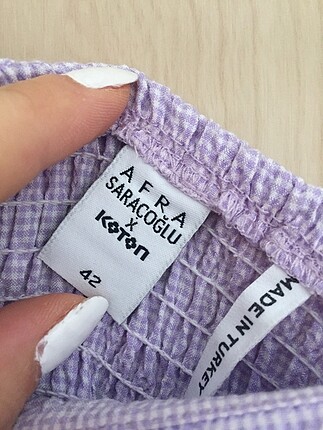 AFRA
SARAÇOĞLU
X
KOTON
42
MADE IN TURKEY